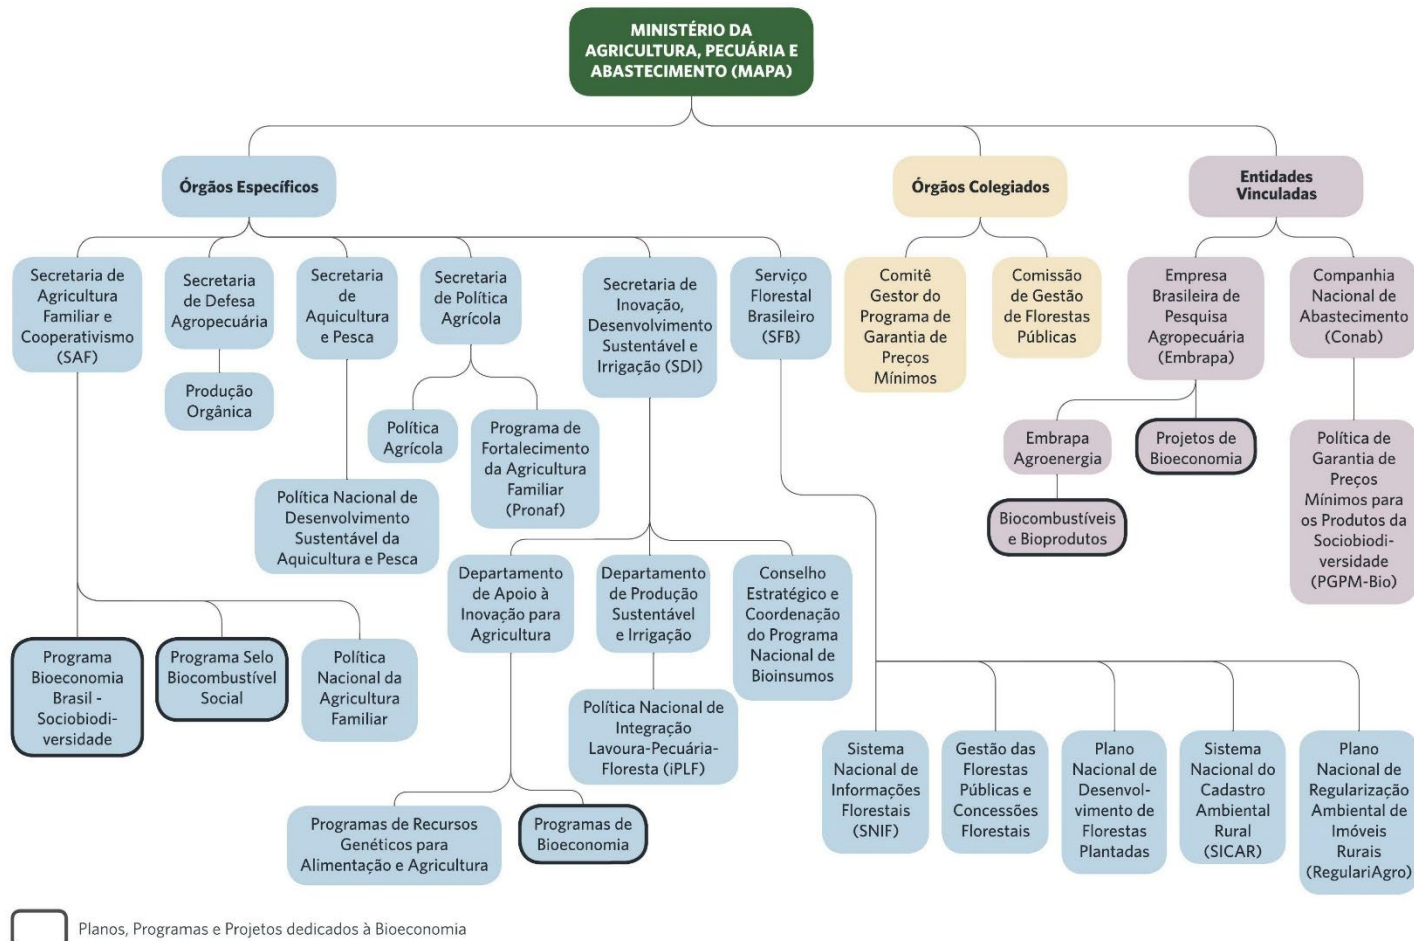 MINISTÉRIO DA
AGRICULTURA, PECUÁRIA E
ABASTECIMENTO (MAPA)
Órgãos Específicos
Órgãos Colegiados
Entidades
Vinculadas
Secretaria de
Agricultura
Familiar e
Cooperativismo
(SAF)
Secretaria
de Defesa
Agropecuária
Secretaria
de
Aquicultura
e Pesca
Secretaria
de Política
Agrícola
Secretaria de
Inovação,
Desenvolvimento
Sustentável e
Irrigação (SDI)
Serviço
Florestal
Brasileiro
(SFB)
Comitê
Gestor do
Programa de
Garantia de
Preços
Mínimos
Comissão
de Gestão
de Florestas
Públicas
Empresa
Brasileira de
Pesquisa
Agropecuária
(Embrapa)
Companhia
Nacional de
Abastecimento
(Conab)
Produção
Orgânica
Política
Agrícola
Programa de
Fortalecimento
da Agricultura
Familiar
(Pronaf)
Embrapa
Agroenergia
Projetos de
Bioeconomia
Política de
Garantia de
Preços
Mínimos para
os Produtos da
Sociobiodi-
versidade
(PGPM-Bio)
Política Nacional de
Desenvolvimento
Sustentável da
Aquicultura e Pesca
Biocombustíveis
e Bioprodutos
Departamento
de Apoio à
Inovação para
Agricultura
Departamento
de Produção
Sustentável
e Irrigação
Conselho
Estratégico e
Coordenação
do Programa
Nacional de
Bioinsumos
Programa
Bioeconomia
Brasil -
Sociobiodi-
versidade
Programa Selo
Biocombustível
Social
Política
Nacional da
Agricultura
Familiar
Política Nacional de
Integração
Lavoura-Pecuária-
Floresta (iPLF)
Sistema
Nacional de
Informações
Florestais
(SNIF)
Gestão das
Florestas
Públicas e
Concessões
Florestais
Plano
Nacional de
Desenvol-
vimento de
Florestas
Plantadas
Sistema
Nacional do
Cadastro
Ambiental
Rural
(SICAR)
Plano
Nacional de
Regularização
Ambiental de
Imóveis
Rurais
(RegulariAgro)
Programas de Recursos
Genéticos para
Alimentação e Agricultura
Programas de
Bioeconomia
Planos, Programas e Projetos dedicados à Bioeconomia